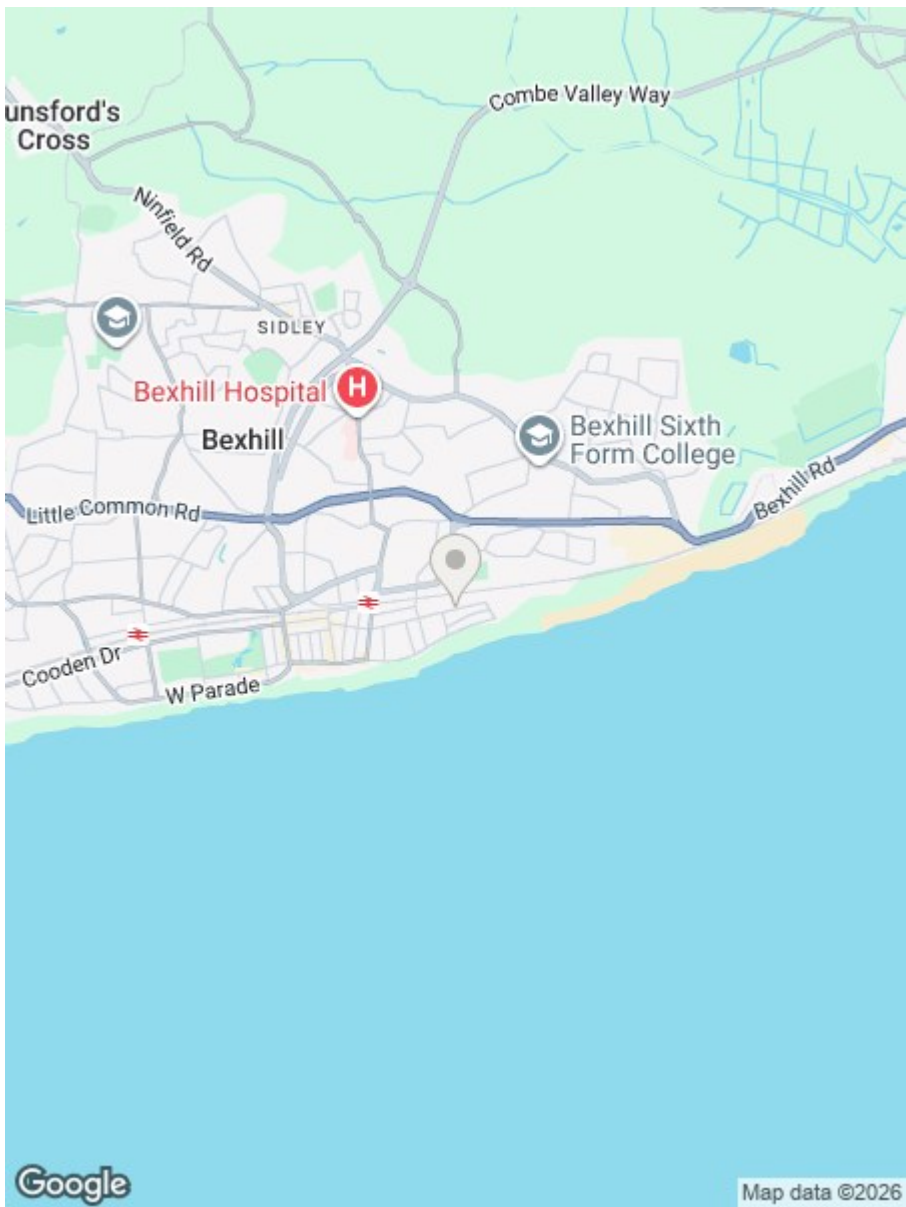 Combe Valley Way
unsford's
Cross
Ninfield Rd
SIDLEY
Bexhill Hospital
H
Bexhill
Bexhill Sixth
Form College
Bexhill Rd
Little Common Rd
Cooden Dr
W Parade
Google
Map data ©2026